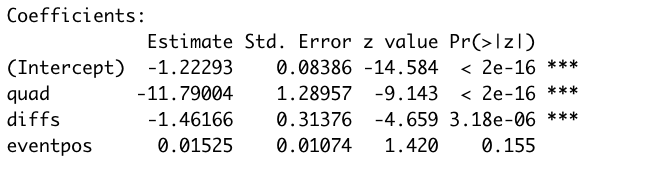 Coefficients:
Estimate Std. Error z value Pr(>|z|)
(Intercept) -1.22293 0.08386 -14.584 < 2e-16 ***
quad -11.79004 1.28957 -9.143 < 2e-16 ***
diffs -1.46166 0.31376 -4.659 3.18e-06 ***
eventpos 0.01525 0.01074 1.420 0.155